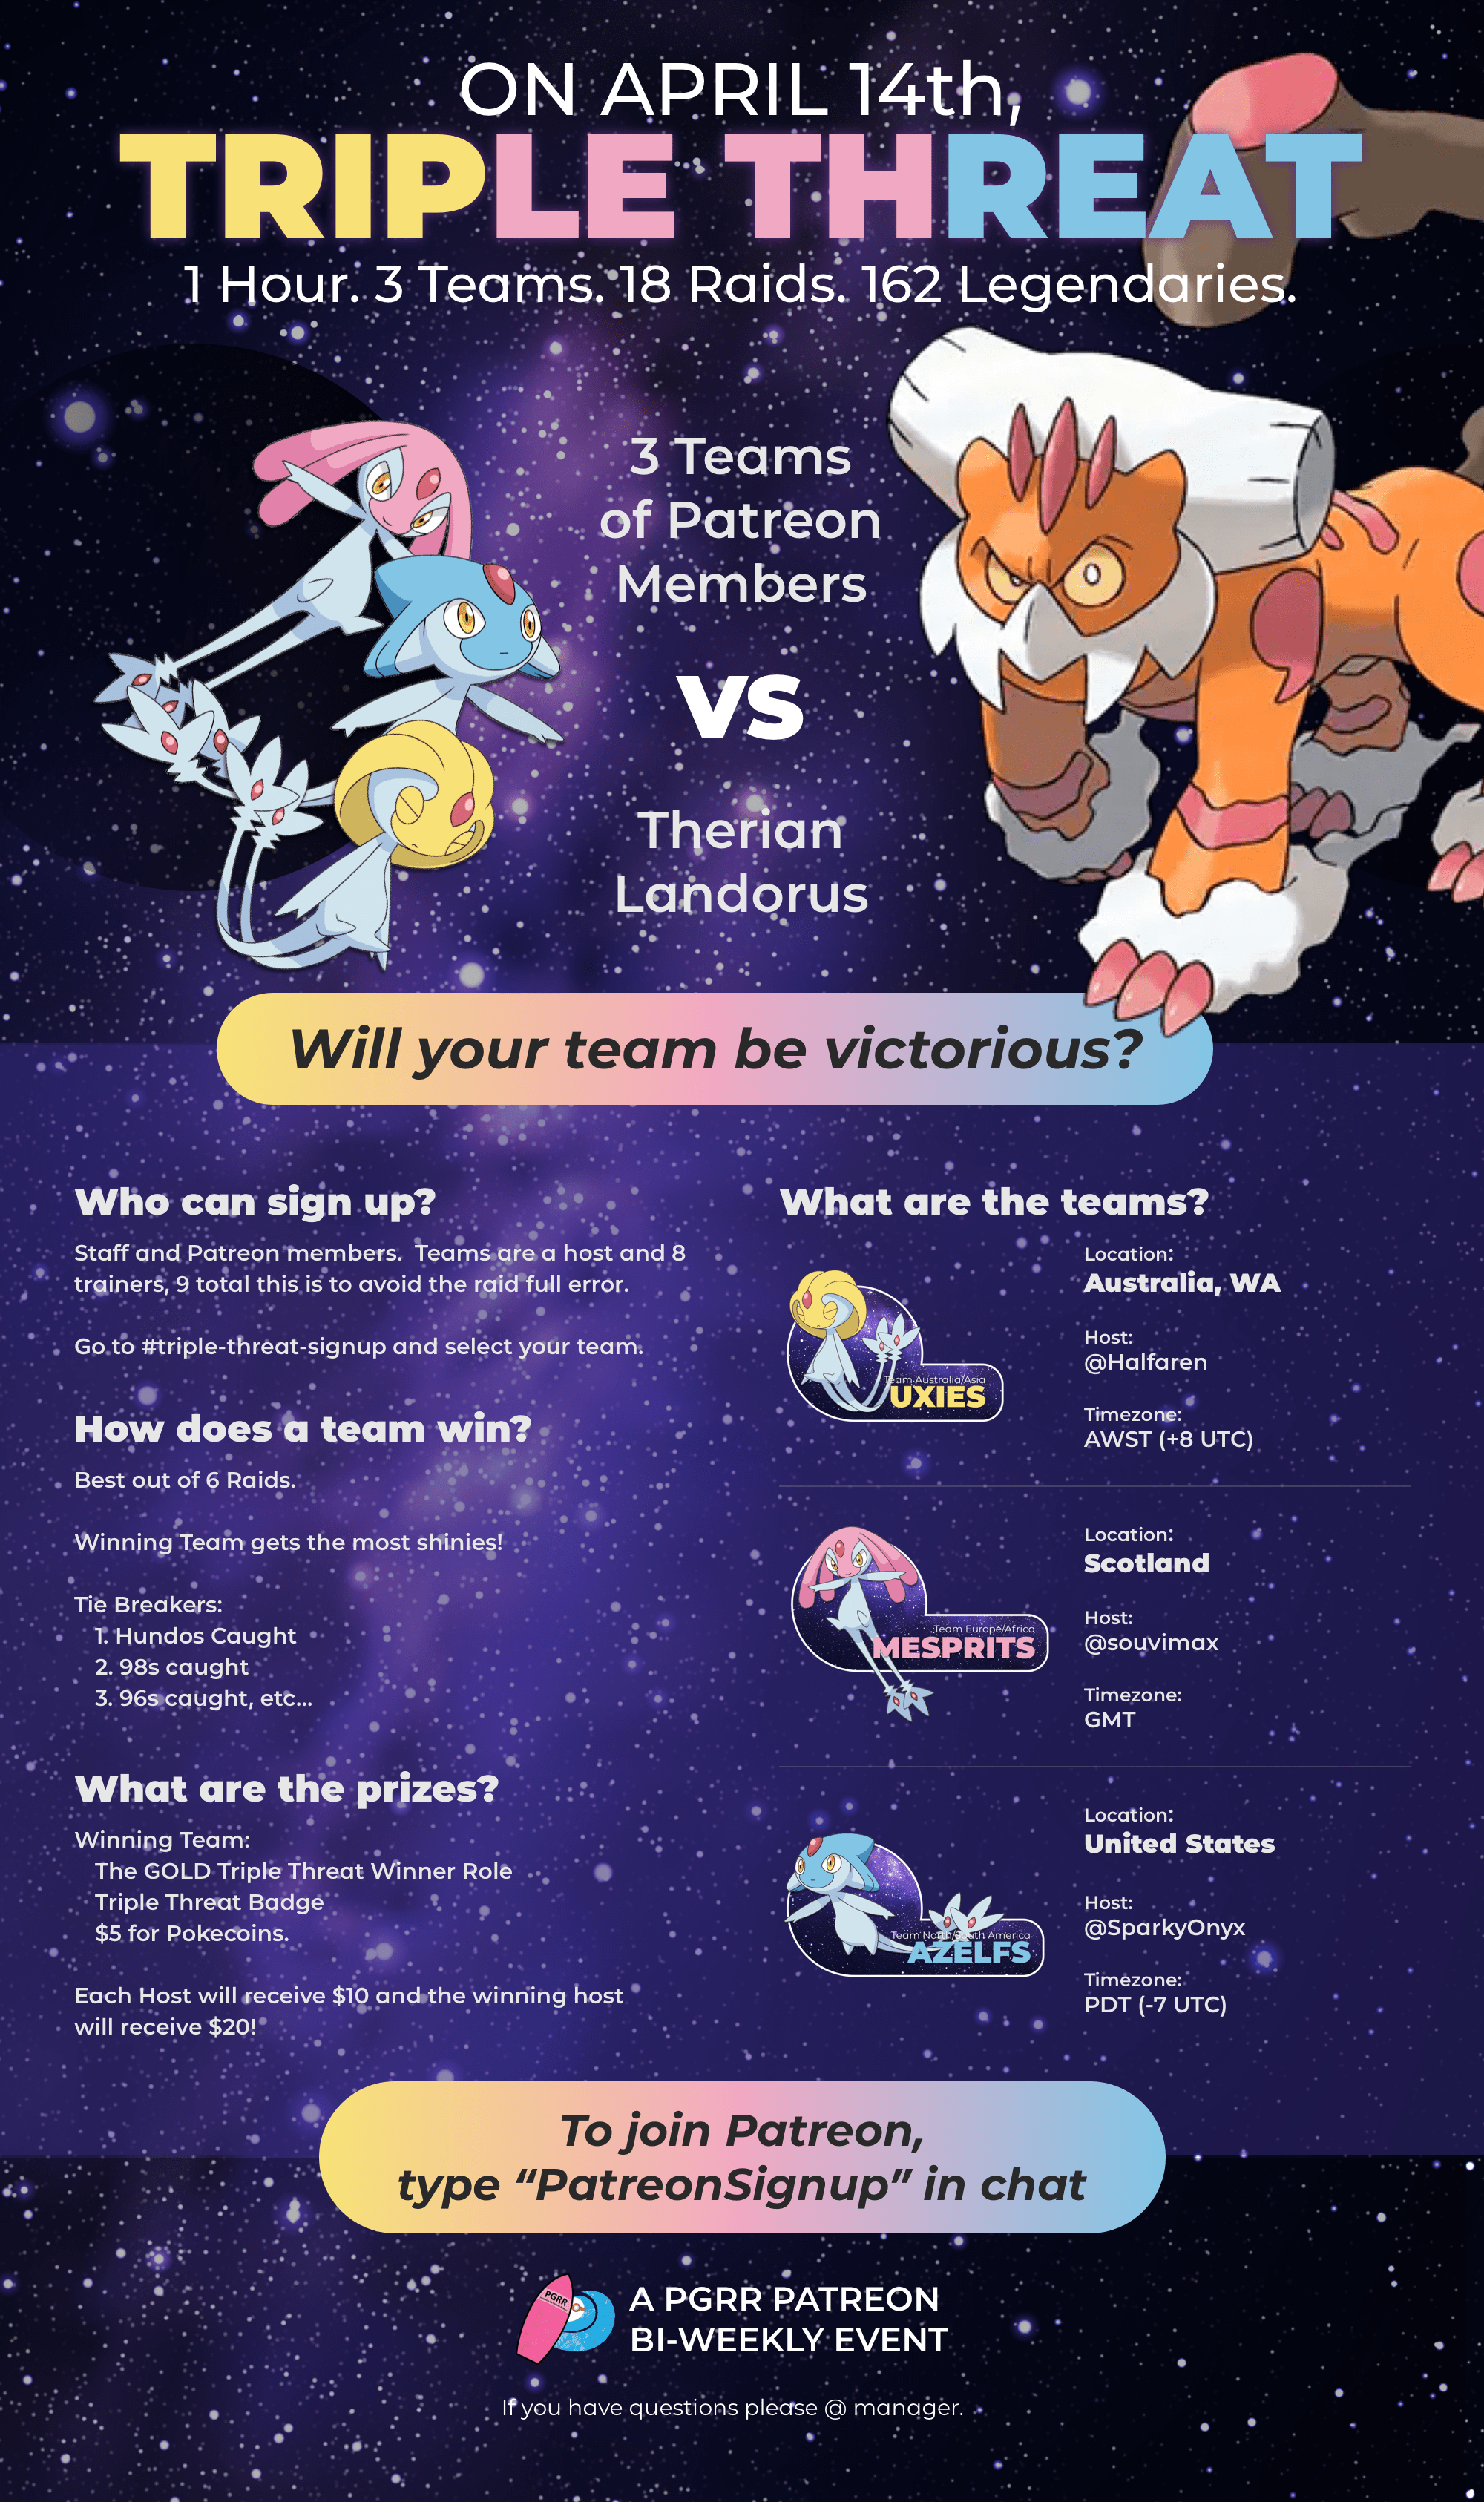 ON APRIL 14th,
TRIPLE THREAT
1 Hour. 3 Teams. 18 Raids. 162 Legendaries.
3 Teams
of Patreon
Members
VS
Therian
Landorus
Will your team be victorious?
Who can sign up?
Staff and Patreon members.  Teams are a host and 8
trainers, 9 total this is to avoid the raid full error.
Go to #triple-threat-signup and select your team.
How does a team win?
Best out of 6 Raids.
Winning Team gets the most shinies!
Tie Breakers:
1. Hundos Caught
2. 98s caught
3. 96s caught, etc...
What are the prizes?
Winning Team:
The GOLD Triple Threat Winner Role
Triple Threat Badge
$5 for Pokecoins.
Each Host will receive $10 and the winning host
will receive $20!
What are the teams?
Team Australia/Asia
UXIES
Location:
Australia, WA
Host:
@Halfaren
Timezone:
AWST (+8 UTC)
Team Europe/Africa
MESPRITS
Location:
Scotland
Host:
@souvimax
Timezone:
GMT
Team North/South America
AZELFS
Location:
United States
Host:
@SparkyOnyx
Timezone:
PDT (-7 UTC)
To join Patreon,
type “PatreonSignup” in chat
PGRR
A PGRR PATREON
BI-WEEKLY EVENT
If you have questions please @ manager.